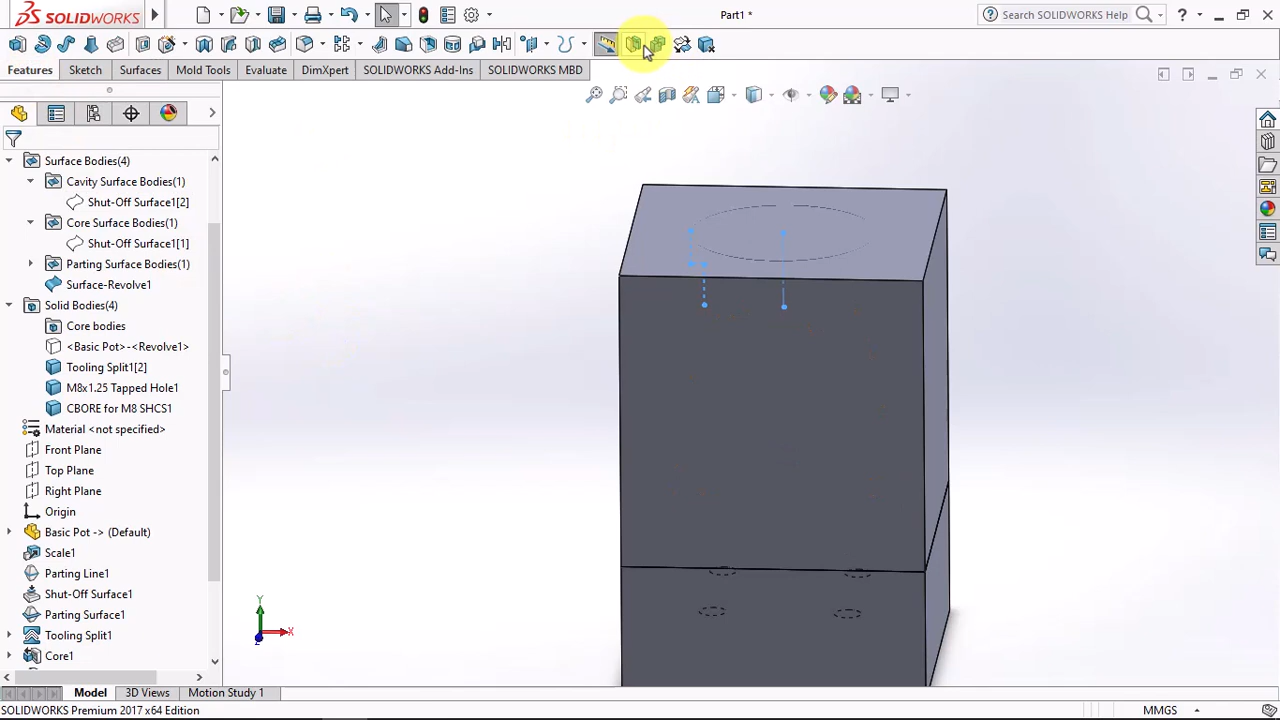 SOLIDWORKS
Part1 *
Search SOLIDWORKS Help
Features
Sketch
Surfaces
Mold Tools
Evaluate
DimXpert
SOLIDWORKS Add-Ins
SOLIDWORKS MBD
Surface Bodies(4)
Cavity Surface Bodies(1)
Shut-Off Surface1[2]
Core Surface Bodies(1)
Shut-Off Surface1[1]
Parting Surface Bodies(1)
Surface-Revolve1
Solid Bodies(4)
Core bodies
<Basic Pot>-<Revolve1>
Tooling Split1[2]
M8x1.25 Tapped Hole1
CBORE for M8 SHCS1
Material <not specified>
Front Plane
Top Plane
Right Plane
Origin
Basic Pot -> (Default)
Scale1
Parting Line1
Shut-Off Surface1
Parting Surface1
Tooling Split1
Core1
Y
X
Z
Model
3D Views
Motion Study 1
SOLIDWORKS Premium 2017 x64 Edition
MMGS